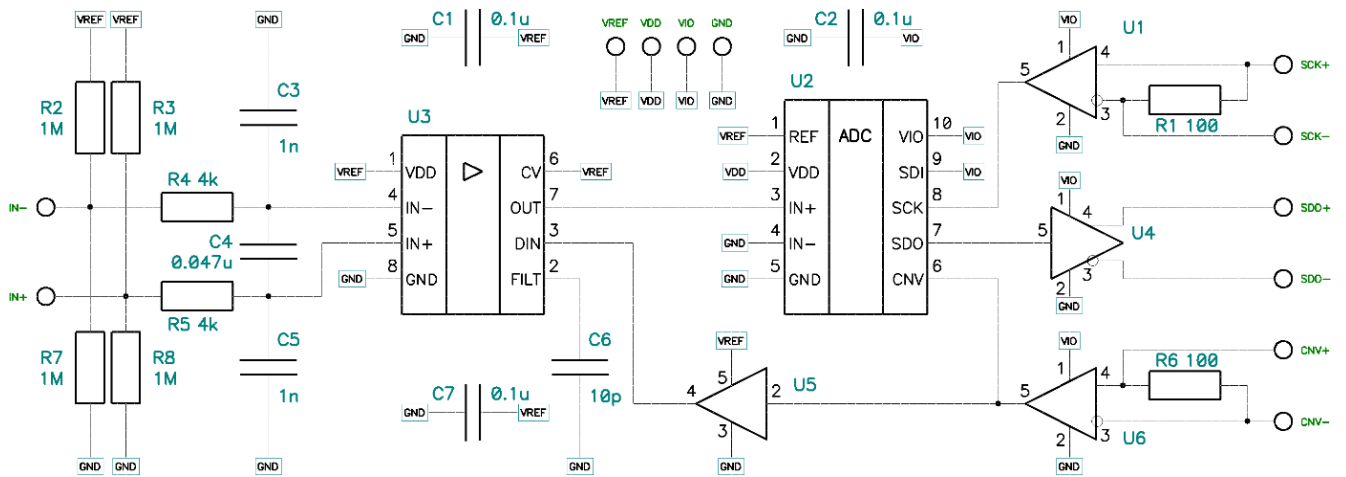 VREF VREF GND
C1 0.1u
GND VREF
VREF VDD VIO GND
C2 0.1u
GND VIO
VIO U1
1 4
5
SCK+
R2 R3 C3
1M 1M
1n
U3
VREF VDD VIO GND
U2
3
2
R1 100
SCK-
GND
VREF 1 REF ADC VIO 10 VIO
VREF 1 VDD CV 6 VREF
VDD 2 VDD SDI 9 VIO
VIO
R4 4k
IN- 4 IN- OUT 7
3 IN+ SCK 8
1 4
SDO+
C4
0.047u
5 IN+ DIN 3
GND 4 IN- SDO 7
5 U4
3
GND 8 GND FILT 2
GND 5 GND CNV 6
2
SDO-
IN+
GND
R5 4k
R7 R8 C5
1M 1M
1n
C6
10p
VREF
5
U5
4 2
3
GND
VIO
1 4
5
R6 100
CNV+
C7 0.1u
GND VREF
3
2
U6
CNV-
GND GND GND GND GND